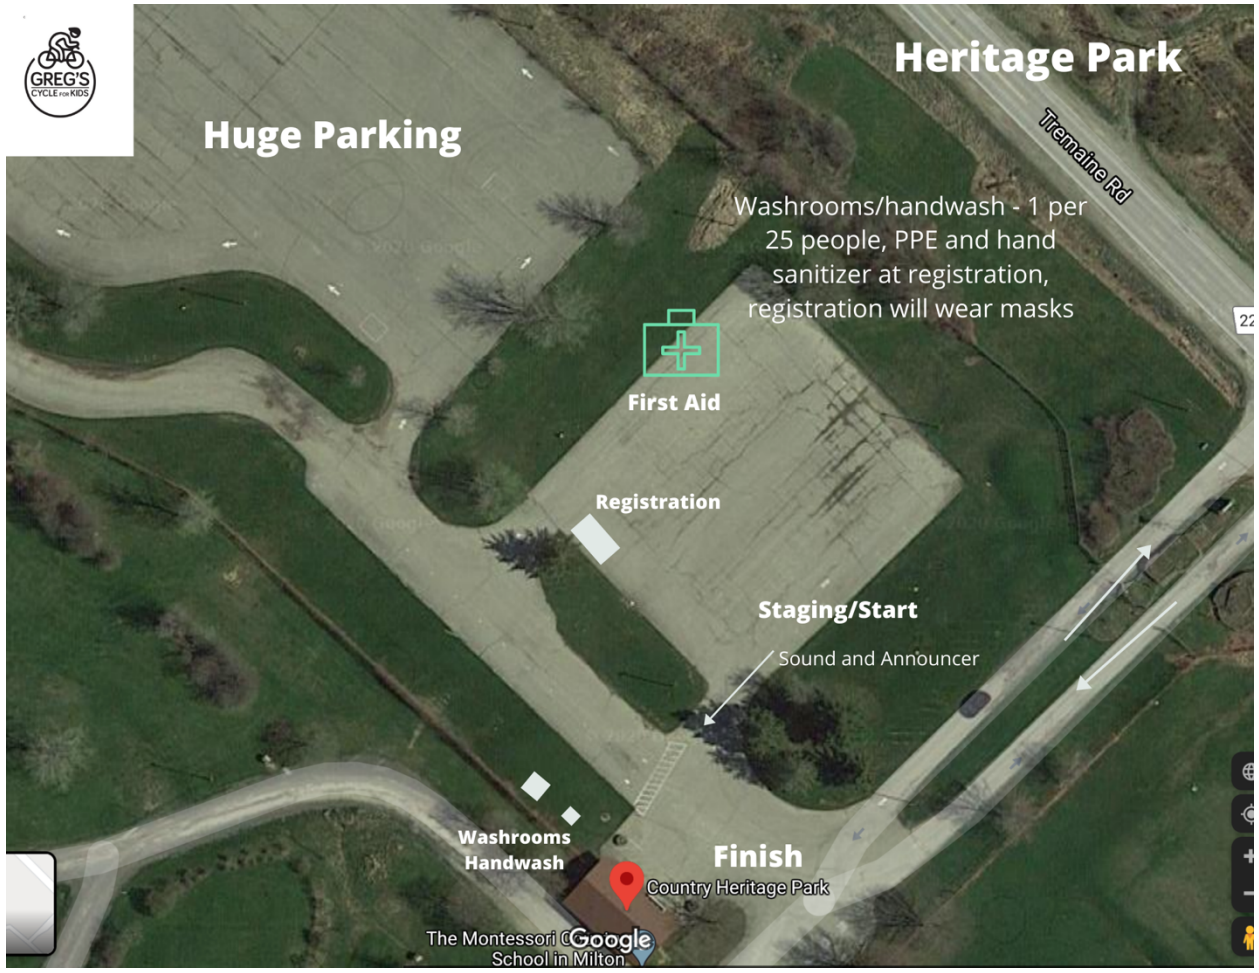 GREG'S
CYCLE FOR KIDS
Heritage Park
Huge Parking
Tremaine Rd
Washrooms/handwash - 1 per
25 people, PPE and hand
sanitizer at registration,
registration will wear masks
22
First Aid
Registration
Staging/Start
Sound and Announcer
Washrooms
Handwash
Finish
Country Heritage Park
The Montessori
Google
School in Milton